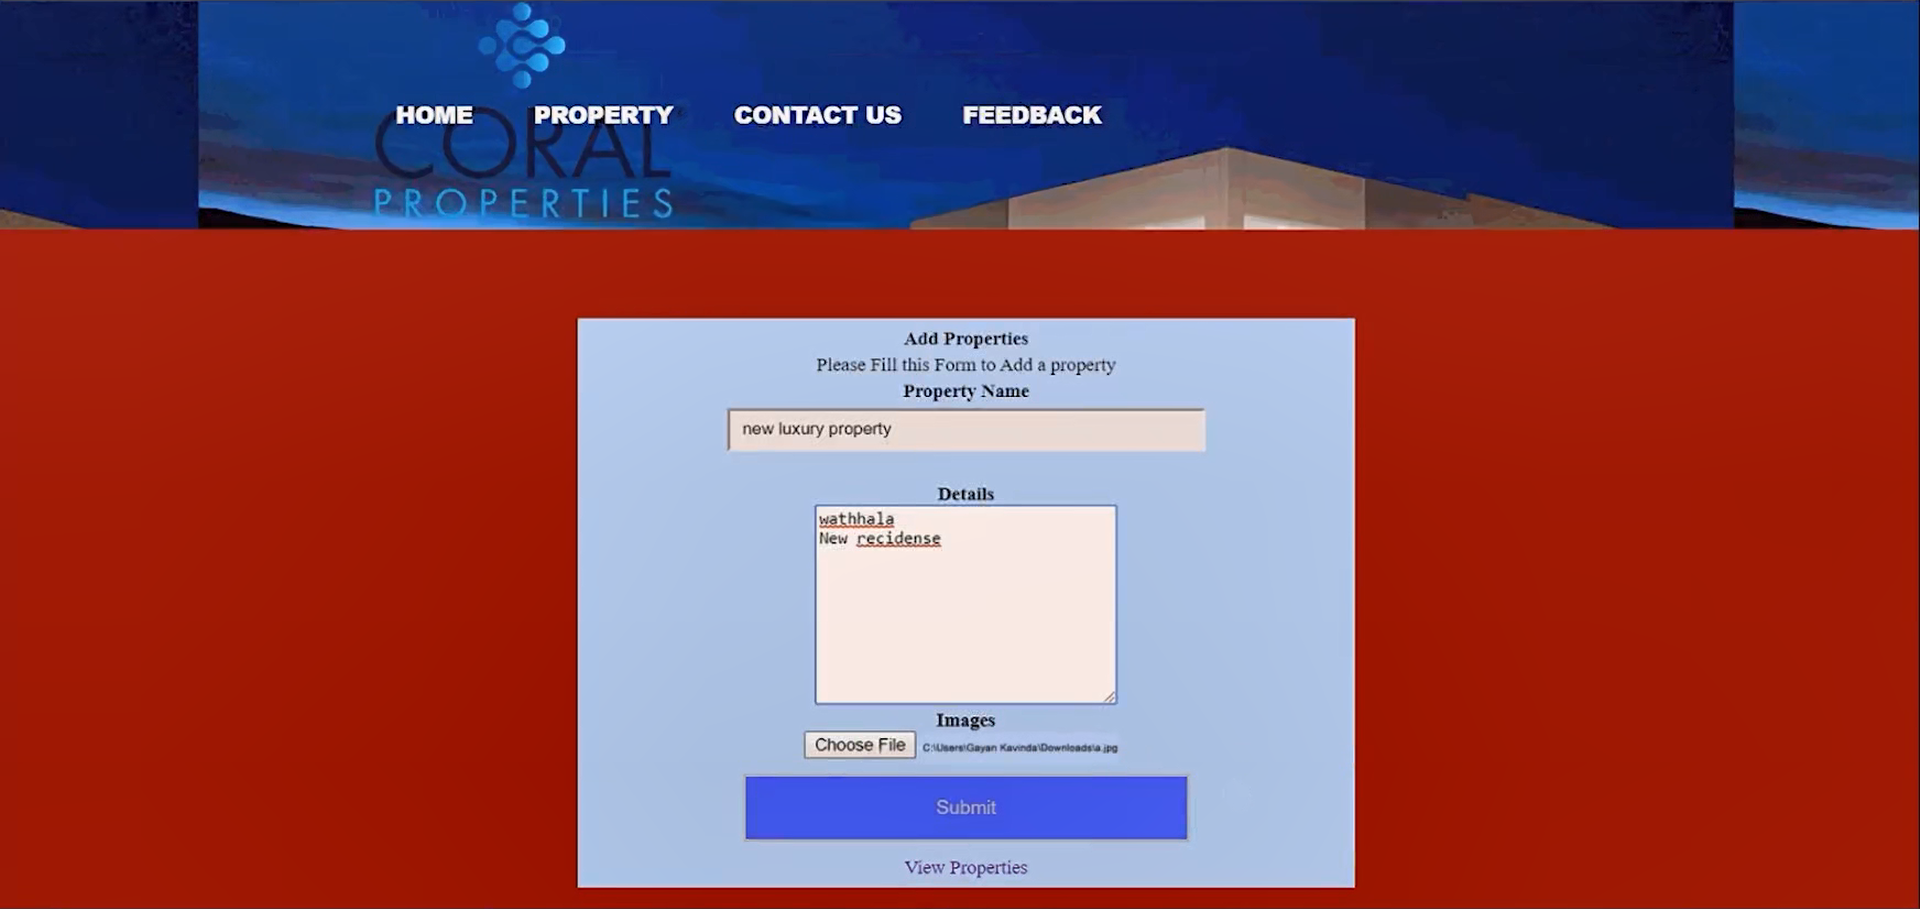 HOME PROPERTY CONTACT US FEEDBACK
CORAL
PROPERTIES
Add Properties
Please Fill this Form to Add a property
Property Name
new luxury property
Details
wathhala
New recidense
Images
Choose File C:\Users\Gayan Kavinda\Downloads\a.jpg
Submit
View Properties